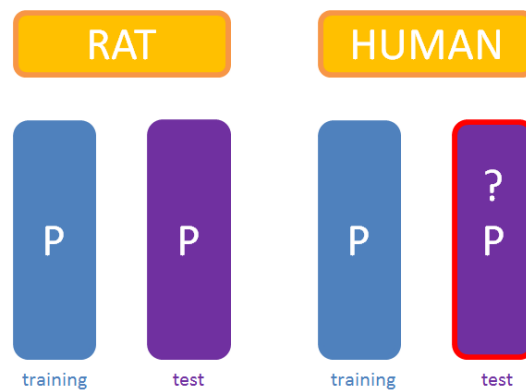 RAT
HUMAN
P
P
P
?
P
training
test
training
test